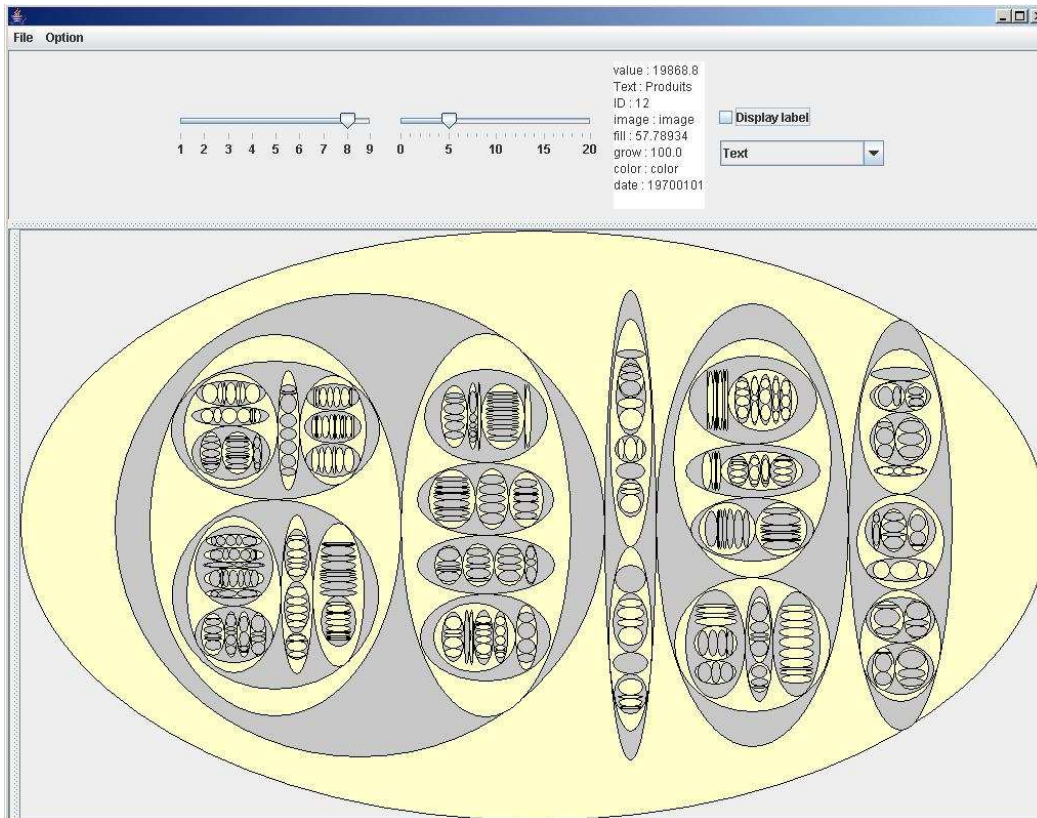 File Option
value : 19868.8
Text : Produits
ID : 12
image : image
fill : 57.78934
grow : 100.0
color : color
date : 19700101
1 2 3 4 5 6 7 8 9
0 5 10 15 20
Display label
Text